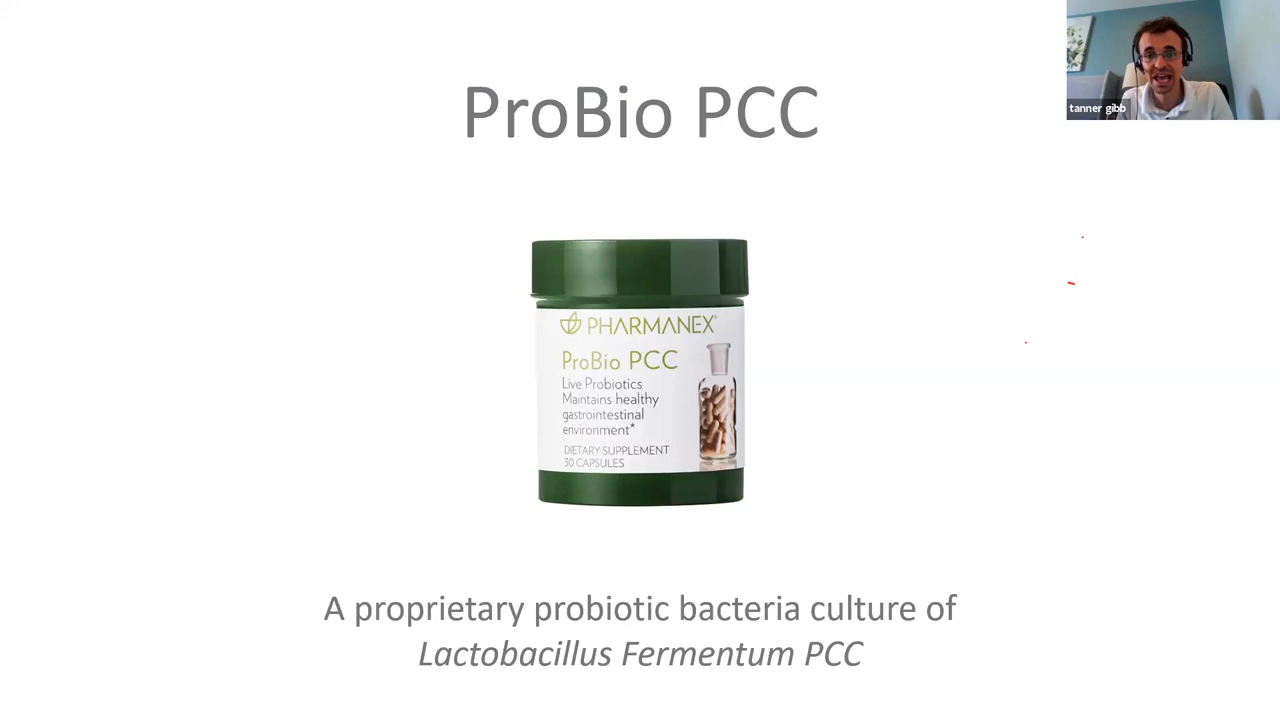 ProBio PCC
tanner gibb
PHARMANEX®
ProBio PCC
Live Probiotics
Maintains healthy
gastrointestinal
environment*
DIETARY SUPPLEMENT
30 CAPSULES
A proprietary probiotic bacteria culture of
Lactobacillus Fermentum PCC